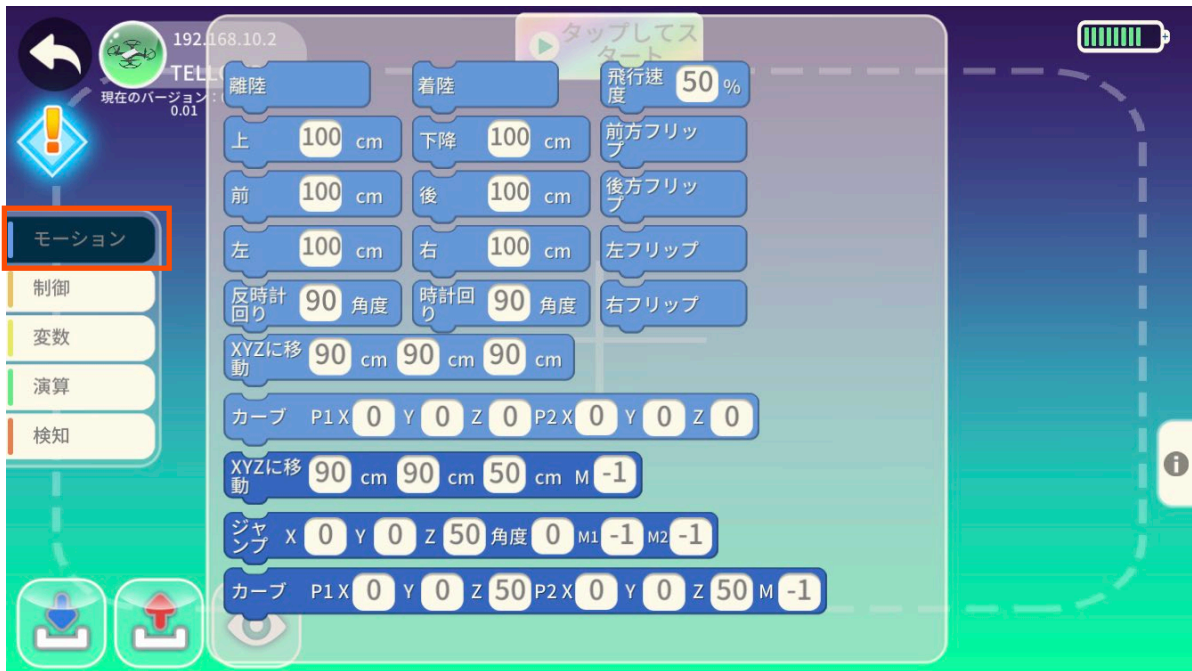 192.168.10.2
TELLO
現在のバージョン：
0.01
タップしてス
タート
離陸
着陸
飛行速
度 50 %
上 100 cm
下降 100 cm
前方フリッ
プ
前 100 cm
後 100 cm
後方フリッ
プ
左 100 cm
右 100 cm
左フリップ
反時計
回り 90 角度
時計回
り 90 角度
右フリップ
XYZに移
動 90 cm 90 cm 90 cm
カーブ P1 X 0 Y 0 Z 0 P2 X 0 Y 0 Z 0
XYZに移
動 90 cm 90 cm 50 cm M -1
ジャ
ンプ X 0 Y 0 Z 50 角度 0 M1 -1 M2 -1
カーブ P1 X 0 Y 0 Z 50 P2 X 0 Y 0 Z 50 M -1
モーション
制御
変数
演算
検知